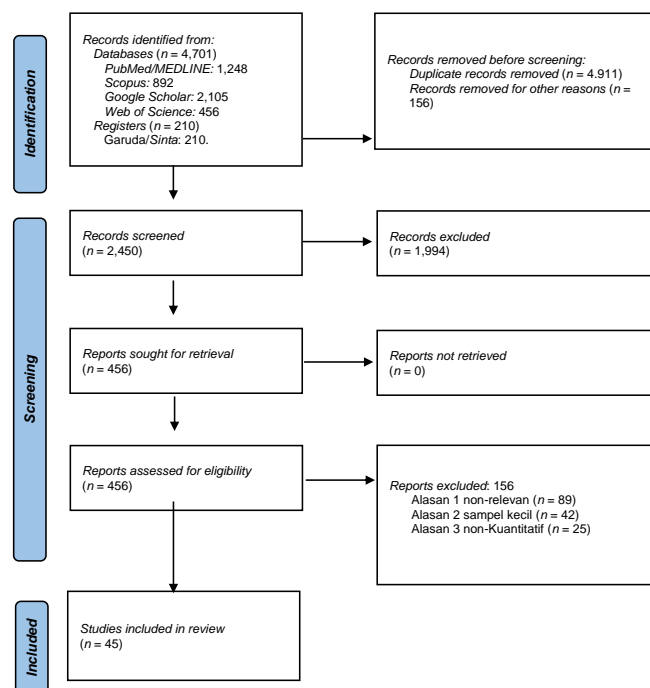 Identification
Records identified from:
Databases (n = 4,701)
PubMed/MEDLINE: 1,248
Scopus: 892
Google Scholar: 2,105
Web of Science: 456
Registers (n = 210)
Garuda/Sinta: 210.
Records removed before screening:
Duplicate records removed (n = 4.911)
Records removed for other reasons (n =
156)
Screening
Records screened
(n = 2,450)
Records excluded
(n = 1,994)
Reports sought for retrieval
(n = 456)
Reports not retrieved
(n = 0)
Reports assessed for eligibility
(n = 456)
Reports excluded: 156
Alasan 1 non-relevan (n = 89)
Alasan 2 sampel kecil (n = 42)
Alasan 3 non-Kuantitatif (n = 25)
Included
Studies included in review
(n = 45)